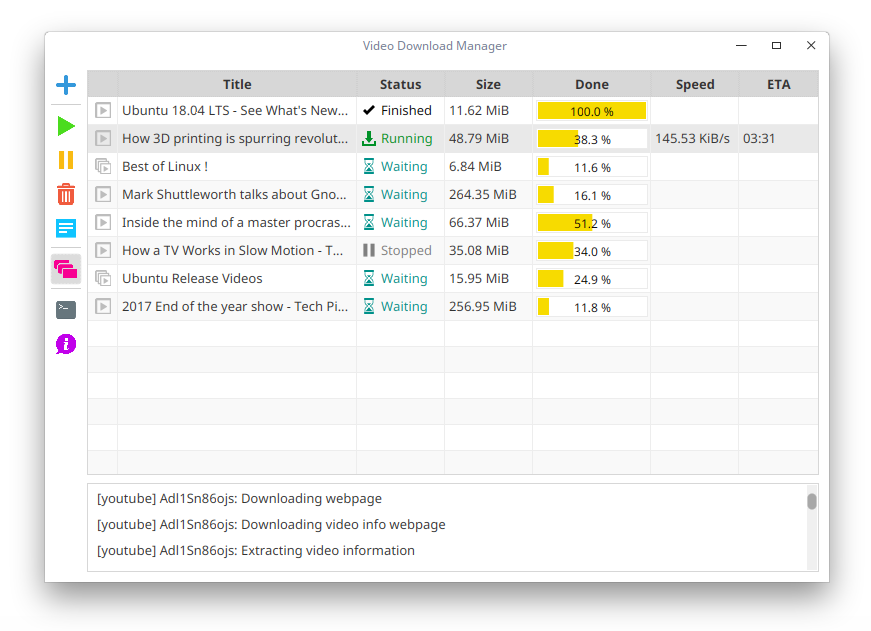 Video Download Manager
Title Status Size Done Speed ETA
Ubuntu 18.04 LTS - See What's New... Finished 11.62 MiB 100.0 %
How 3D printing is spurring revolut... Running 48.79 MiB 38.3 % 145.53 KiB/s 03:31
Best of Linux ! Waiting 6.84 MiB 11.6 %
Mark Shuttleworth talks about Gno... Waiting 264.35 MiB 16.1 %
Inside the mind of a master procras... Waiting 66.37 MiB 51.2 %
How a TV Works in Slow Motion - T... Stopped 35.08 MiB 34.0 %
Ubuntu Release Videos Waiting 15.95 MiB 24.9 %
2017 End of the year show - Tech Pi... Waiting 256.95 MiB 11.8 %
[youtube] Adl1Sn86ojs: Downloading webpage
[youtube] Adl1Sn86ojs: Downloading video info webpage
[youtube] Adl1Sn86ojs: Extracting video information